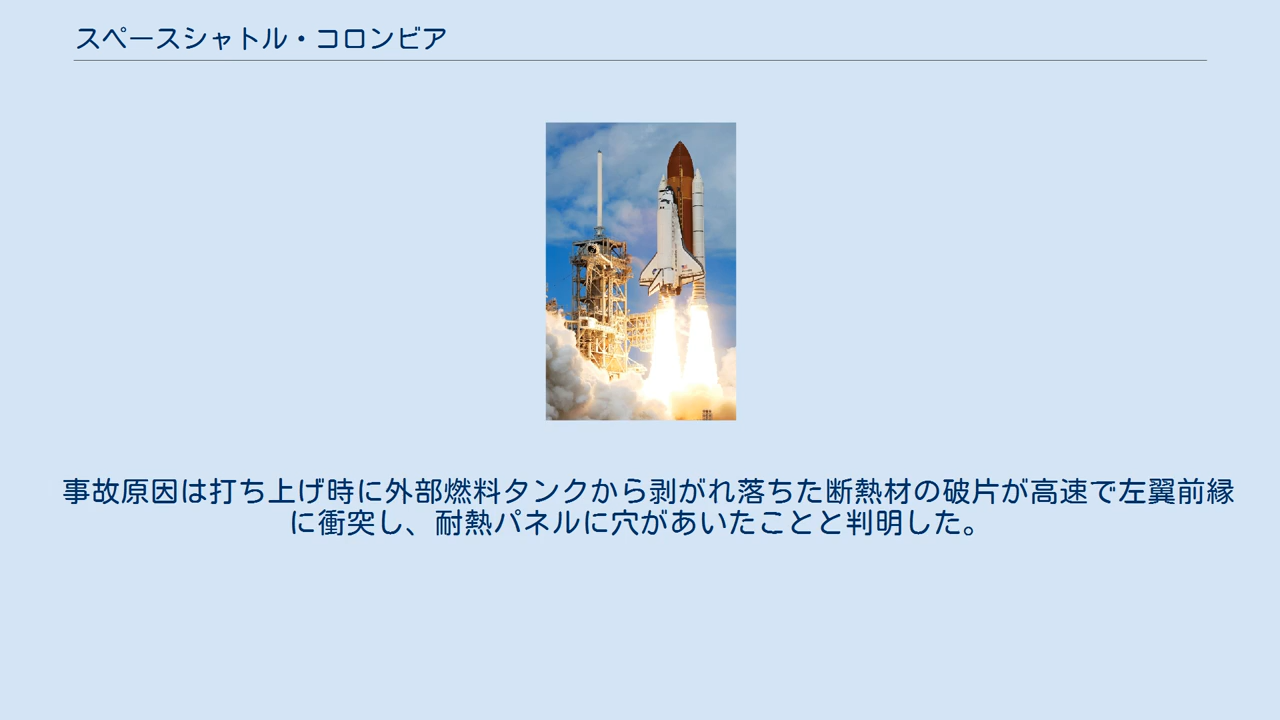 スペースシャトル・コロンビア
事故原因は打ち上げ時に外部燃料タンクから剥がれ落ちた断熱材の破片が高速で左翼前縁
に衝突し、耐熱パネルに穴があいたことと判明した。